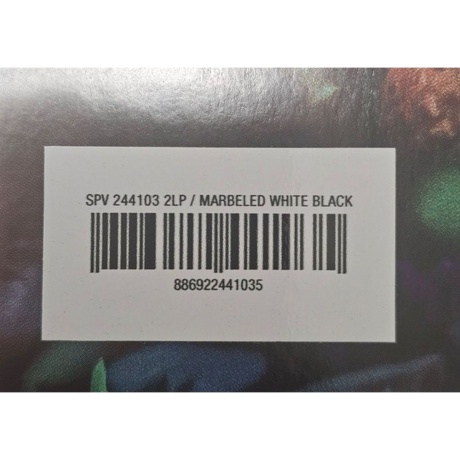 SPV 244103 2LP / MARBELED WHITE BLACK
886922441035